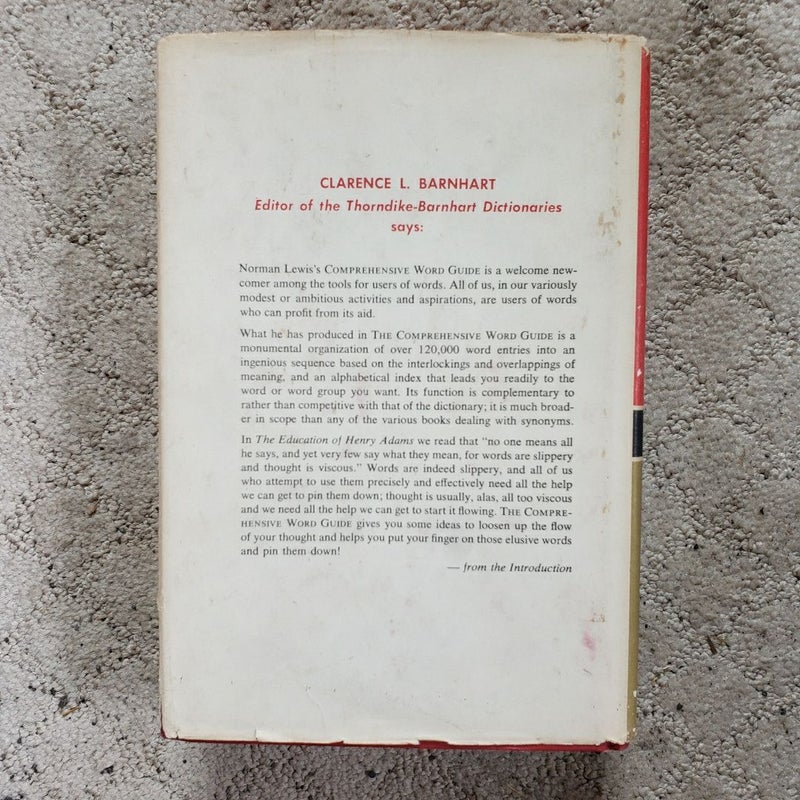 CLARENCE L. BARNHART
Editor of the Thorndike-Barnhart Dictionaries
says:
Norman Lewis's COMPREHENSIVE WORD GUIDE is a welcome new-
comer among the tools for users of words. All of us, in our variously
modest or ambitious activities and aspirations, are users of words
who can profit from its aid.
What he has produced in THE COMPREHENSIVE WORD GUIDE is a
monumental organization of over 120,000 word entries into an
ingenious sequence based on the interlockings and overlappings of
meaning, and an alphabetical index that leads you readily to the
word or word group you want. Its function is complementary to
rather than competitive with that of the dictionary; it is much broad-
er in scope than any of the various books dealing with synonyms.
In The Education of Henry Adams we read that "no one means all
he says, and yet very few say what they mean, for words are slippery
and thought is viscous." Words are indeed slippery, and all of us
who attempt to use them precisely and effectively need all the help
we can get to pin them down; thought is usually, alas, all too viscous
and we need all the help we can get to start it flowing. THE COMPRE-
HENSIVE WORD GUIDE gives you some ideas to loosen up the flow
of your thought and helps you put your finger on those elusive words
and pin them down!
— from the Introduction